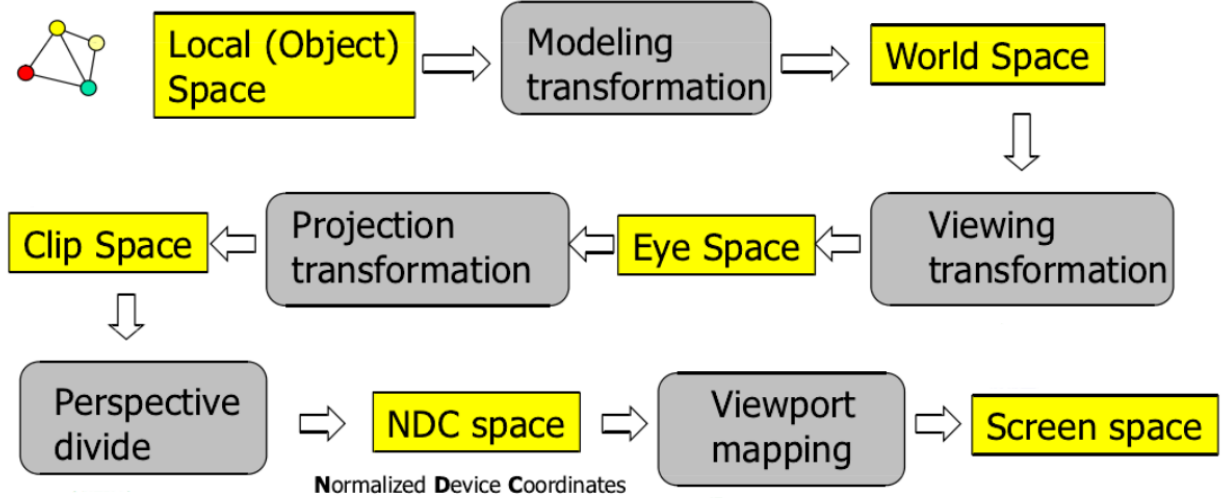 Local (Object)
Space
Modeling
transformation
World Space
Clip Space
Projection
transformation
Eye Space
Viewing
transformation
Perspective
divide
NDC space
Normalized Device Coordinates
Viewport
mapping
Screen space